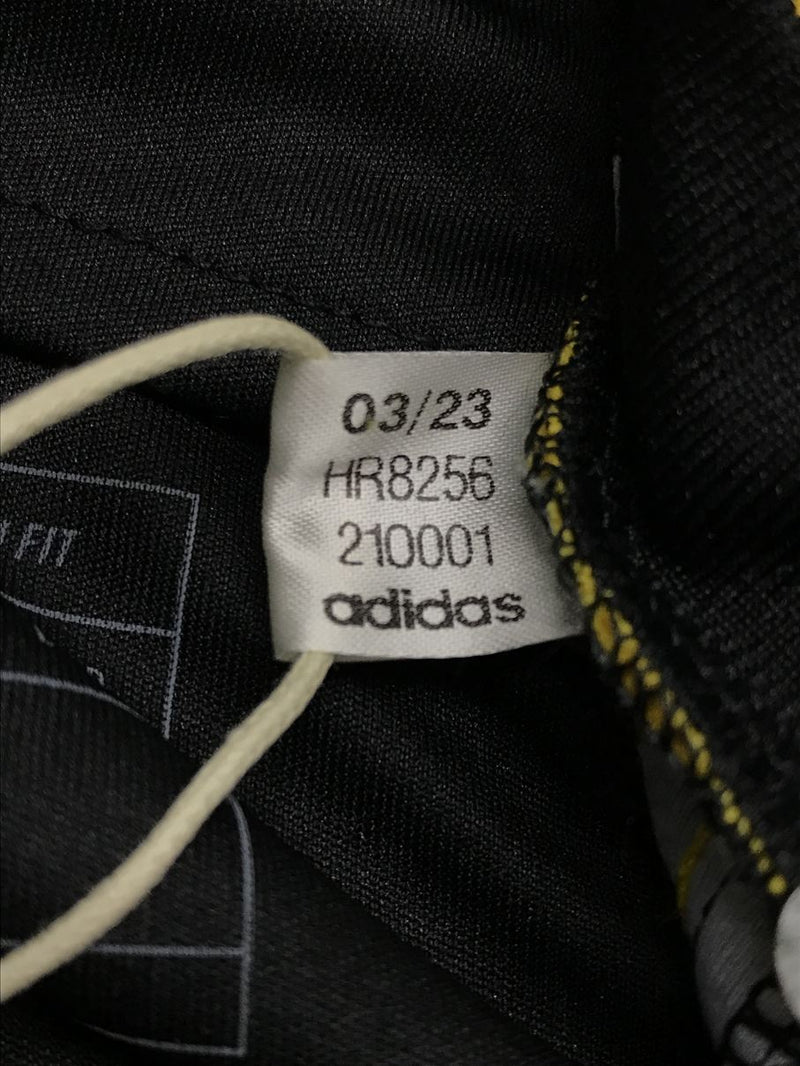 03/23
HR8256
210001
adidas
FIT